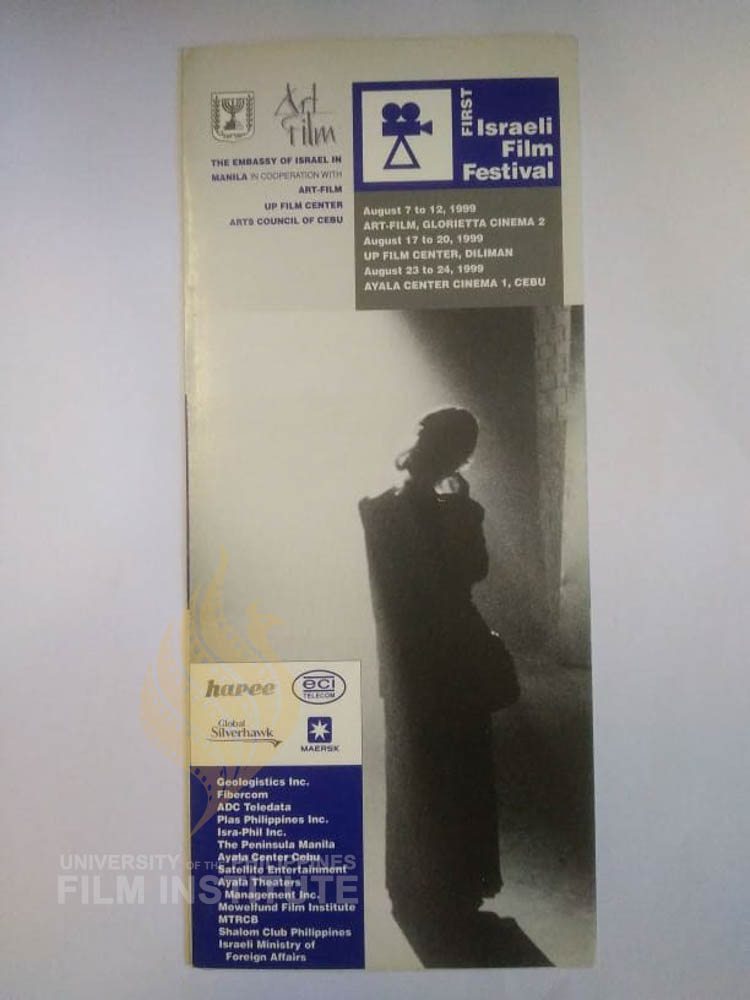 Art
Film
THE EMBASSY OF ISRAEL IN
MANILA IN COOPERATION WITH
ART-FILM
UP FILM CENTER
ARTS COUNCIL OF CEBU
FIRST
Israeli
Film
Festival
August 7 to 12, 1999
ART-FILM, GLORIETTA CINEMA 2
August 17 to 20, 1999
UP FILM CENTER, DILIMAN
August 23 to 24, 1999
AYALA CENTER CINEMA 1, CEBU
eci
TELECOM
Global
Silverhawk
MAERSK
Geologistics Inc.
Fibercom
ADC Teledata
Plas Philippines Inc.
Isra-Phil Inc.
The Peninsula Manila
Ayala Center Cebu
Satellite Entertainment
Ayala Theaters
Management Inc.
Mowelfund Film Institute
MTRCB
Shalom Club Philippines
Israeli Ministry of
Foreign Affairs
UNIVERSITY OF THE PHILIPPINES
FILM INSTITUTE